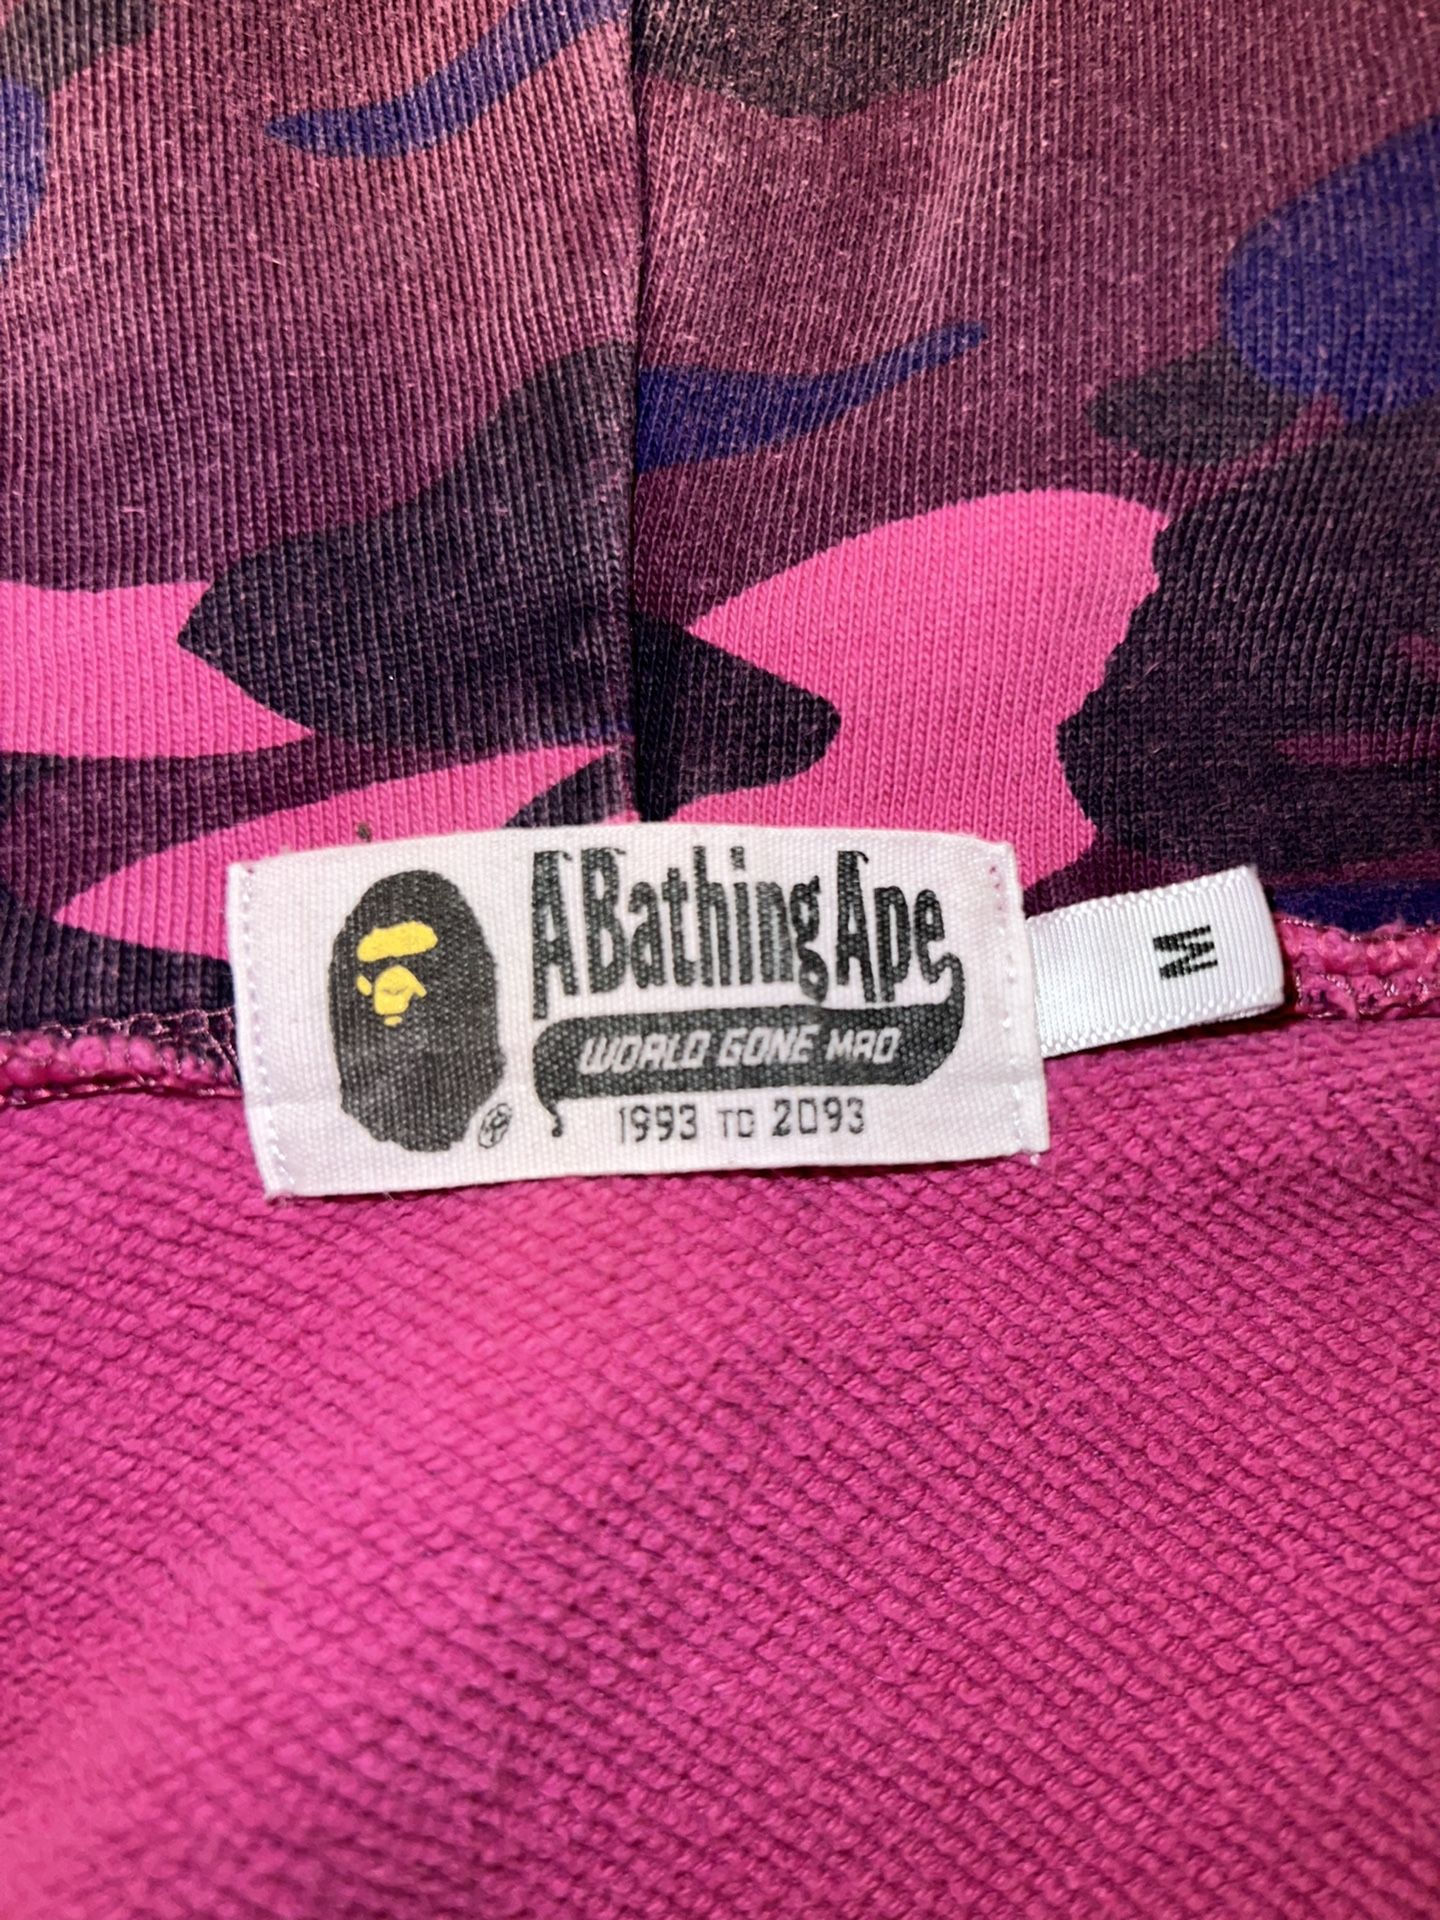 A Bathing Ape
WORLD GONE MAD
1993 TO 2093
M